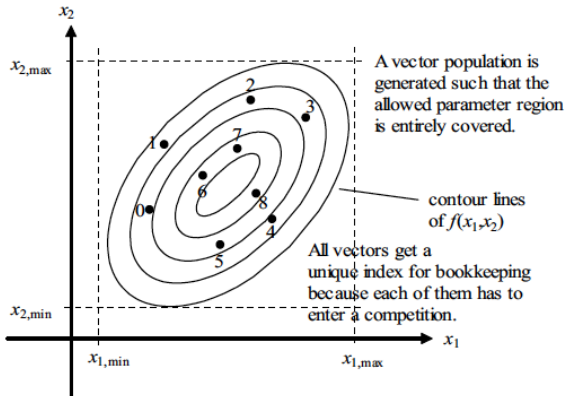 x2
x2,max
A vector population is
generated such that the
allowed parameter region
is entirely covered.
2
3
1
7
6
8
0
4
5
contour lines
of f(x1,x2)
All vectors get a
unique index for bookkeeping
because each of them has to
enter a competition.
x2,min
x1
x1,min
x1,max